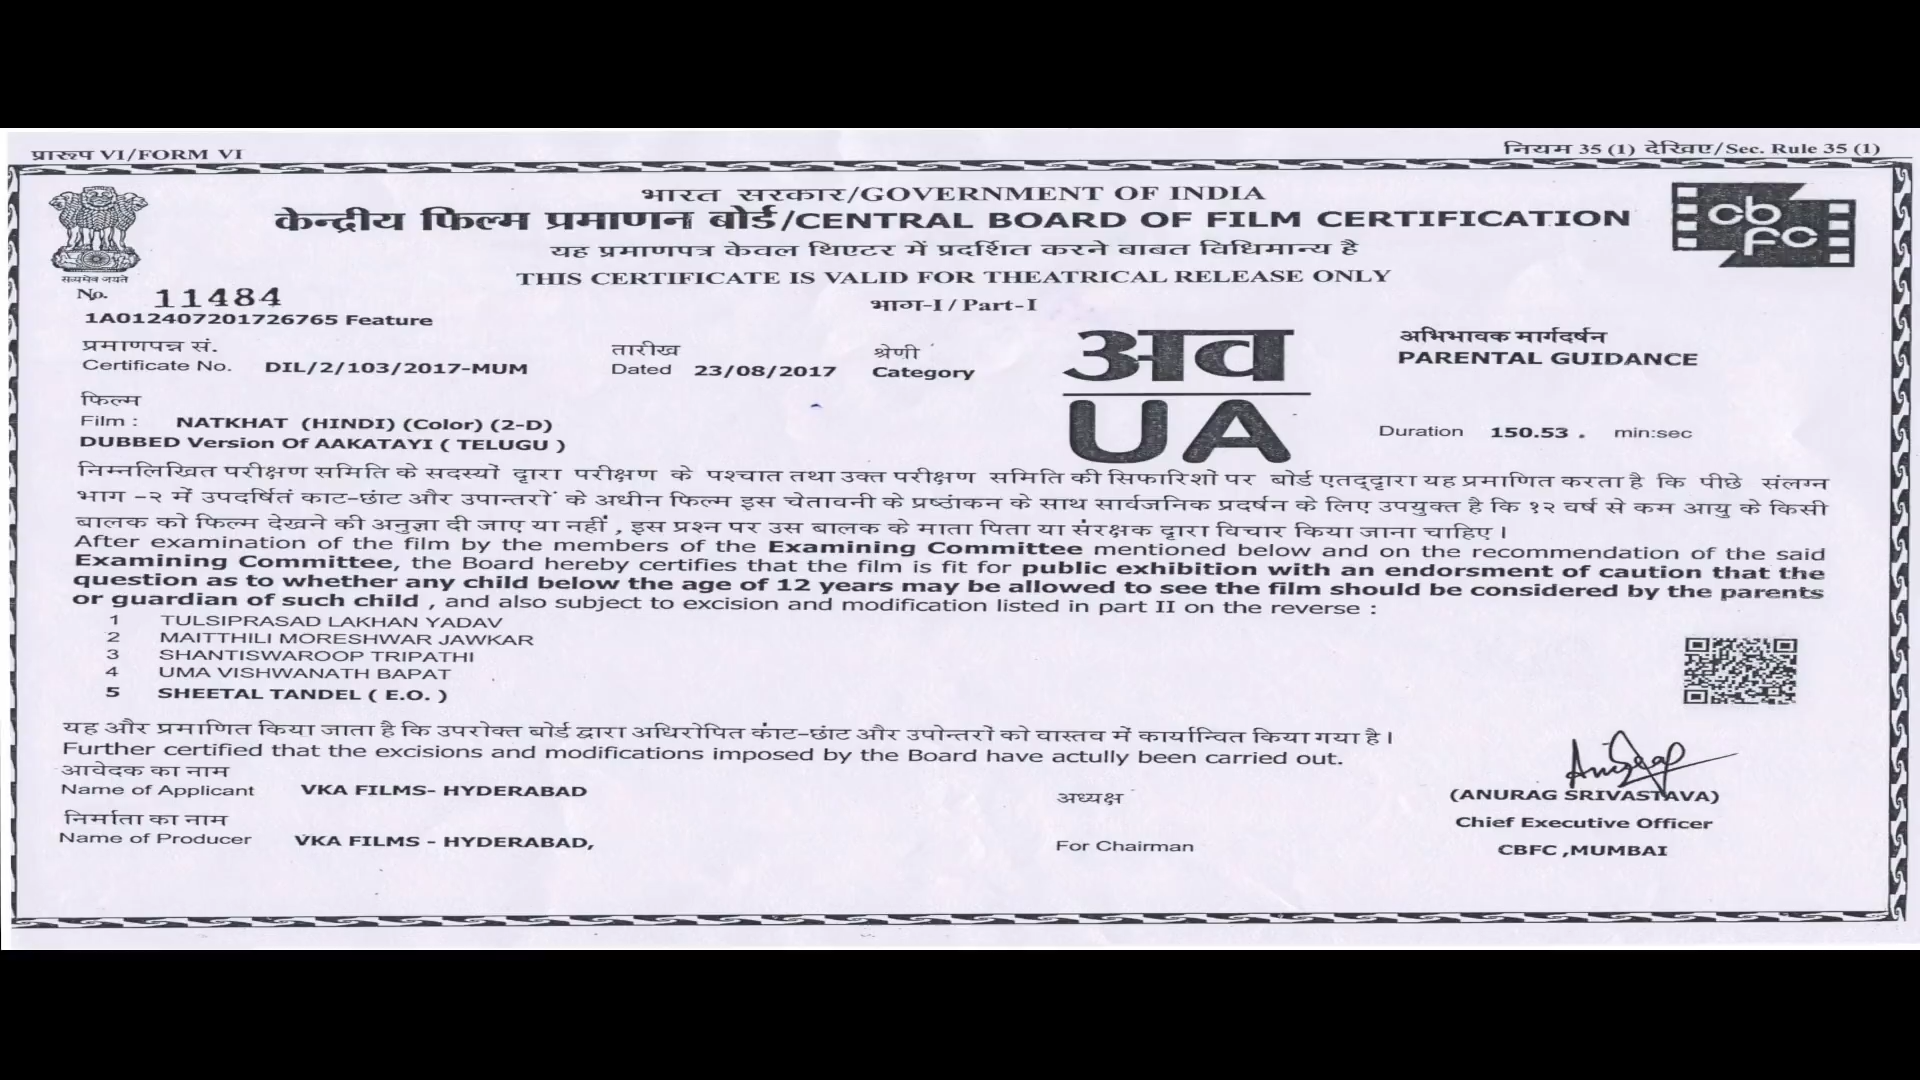 प्रारूप VI/FORM VI
नियम 35 (1) देखिए/Sec. Rule 35 (1)
भारत सरकार/GOVERNMENT OF INDIA
केन्द्रीय फिल्म प्रमाणन बोर्ड/CENTRAL BOARD OF FILM CERTIFICATION
cbfc
यह प्रमाणपत्र केवल थिएटर में प्रदर्शित करने बाबत विधिमान्य है
THIS CERTIFICATE IS VALID FOR THEATRICAL RELEASE ONLY
सत्यमेव जयते
No. 11484
भाग-I / Part-I
1A012407201726765 Feature
प्रमाणपत्र सं. तारीख श्रेणी अव अभिभावक मार्गदर्षन
Certificate No. DIL/2/103/2017-MUM Dated 23/08/2017 Category PARENTAL GUIDANCE
फिल्म
Film : NATKHAT (HINDI) (Color) (2-D) UA Duration 150.53 . min:sec
DUBBED Version Of AAKATAYI ( TELUGU )
निम्नलिखित परीक्षण समिति के सदस्यों द्वारा परीक्षण के पश्चात तथा उक्त परीक्षण समिति की सिफारिशों पर बोर्ड एतद्द्वारा यह प्रमाणित करता है कि पीछे संलग्न
भाग -२ में उपदर्षित काट-छांट और उपान्तरों के अधीन फिल्म इस चेतावनी के प्रष्ठांकन के साथ सार्वजनिक प्रदर्षन के लिए उपयुक्त है कि १२ वर्ष से कम आयु के किसी
बालक को फिल्म देखने की अनुज्ञा दी जाए या नहीं , इस प्रश्न पर उस बालक के माता पिता या संरक्षक द्वारा विचार किया जाना चाहिए ।
After examination of the film by the members of the Examining Committee mentioned below and on the recommendation of the said
Examining Committee, the Board hereby certifies that the film is fit for public exhibition with an endorsment of caution that the
question as to whether any child below the age of 12 years may be allowed to see the film should be considered by the parents
or guardian of such child , and also subject to excision and modification listed in part II on the reverse :
1 TULSIPRASAD LAKHAN YADAV
2 MAITTHILI MORESHWAR JAWKAR
3 SHANTISWAROOP TRIPATHI
4 UMA VISHWANATH BAPAT
5 SHEETAL TANDEL ( E.O. )
यह और प्रमाणित किया जाता है कि उपरोक्त बोर्ड द्वारा अधिरोपित कांट-छांट और उपोन्तरों को वास्तव में कार्यान्वित किया गया है ।
Further certified that the excisions and modifications imposed by the Board have actully been carried out.
आवेदक का नाम
Name of Applicant VKA FILMS- HYDERABAD
अध्यक्ष (ANURAG SRIVASTAVA)
निर्माता का नाम Chief Executive Officer
Name of Producer VKA FILMS - HYDERABAD,
For Chairman CBFC ,MUMBAI